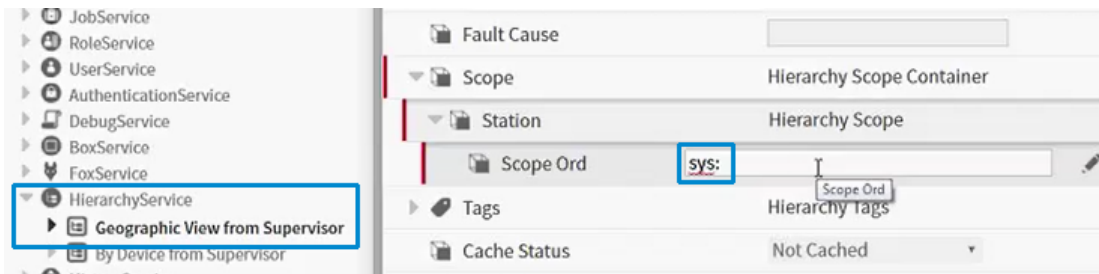 JobService
RoleService
UserService
AuthenticationService
DebugService
BoxService
FoxService
HierarchyService
Geographic View from Supervisor
By Device from Supervisor
Fault Cause
Scope Hierarchy Scope Container
Station Hierarchy Scope
Scope Ord sys:
Scope Ord
Tags Hierarchy Tags
Cache Status Not Cached